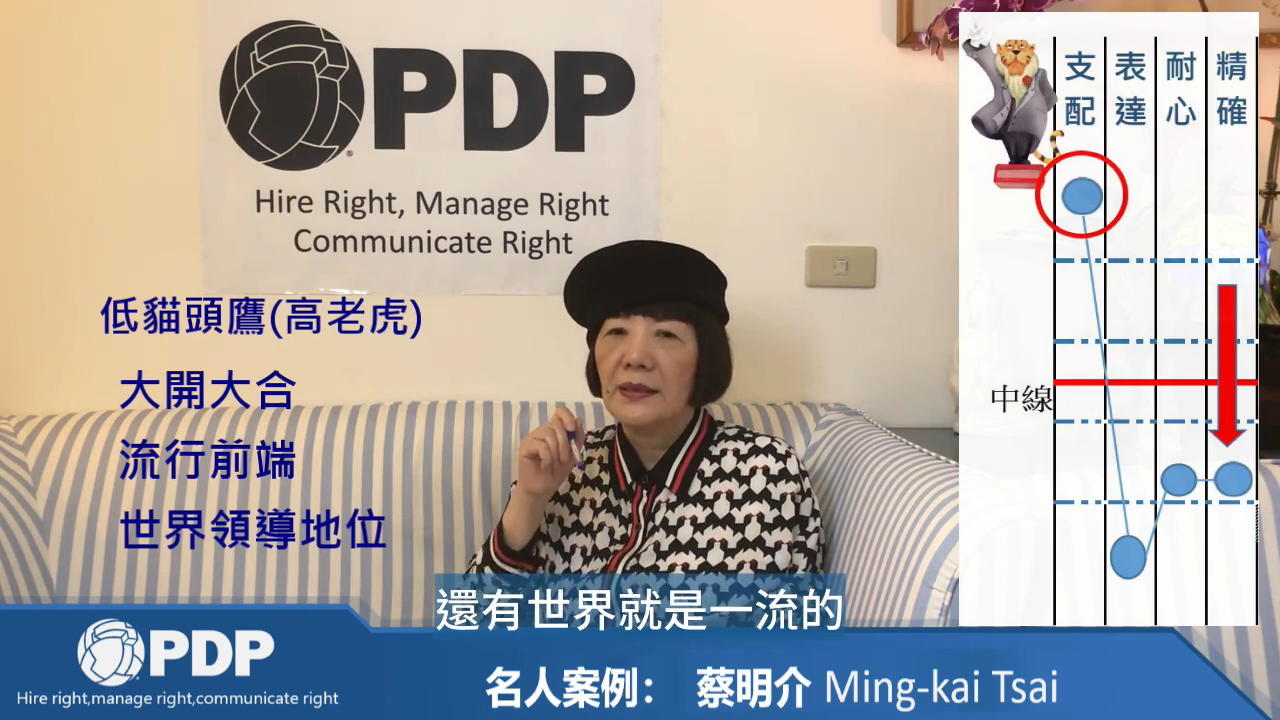 PDP
Hire Right, Manage Right
Communicate Right
低貓頭鷹(高老虎)
大開大合
流行前端
世界領導地位
支配
表達
耐心
精確
中線
還有世界就是一流的
PDP
Hire right,manage right,communicate right
名人案例： 蔡明介 Ming-kai Tsai